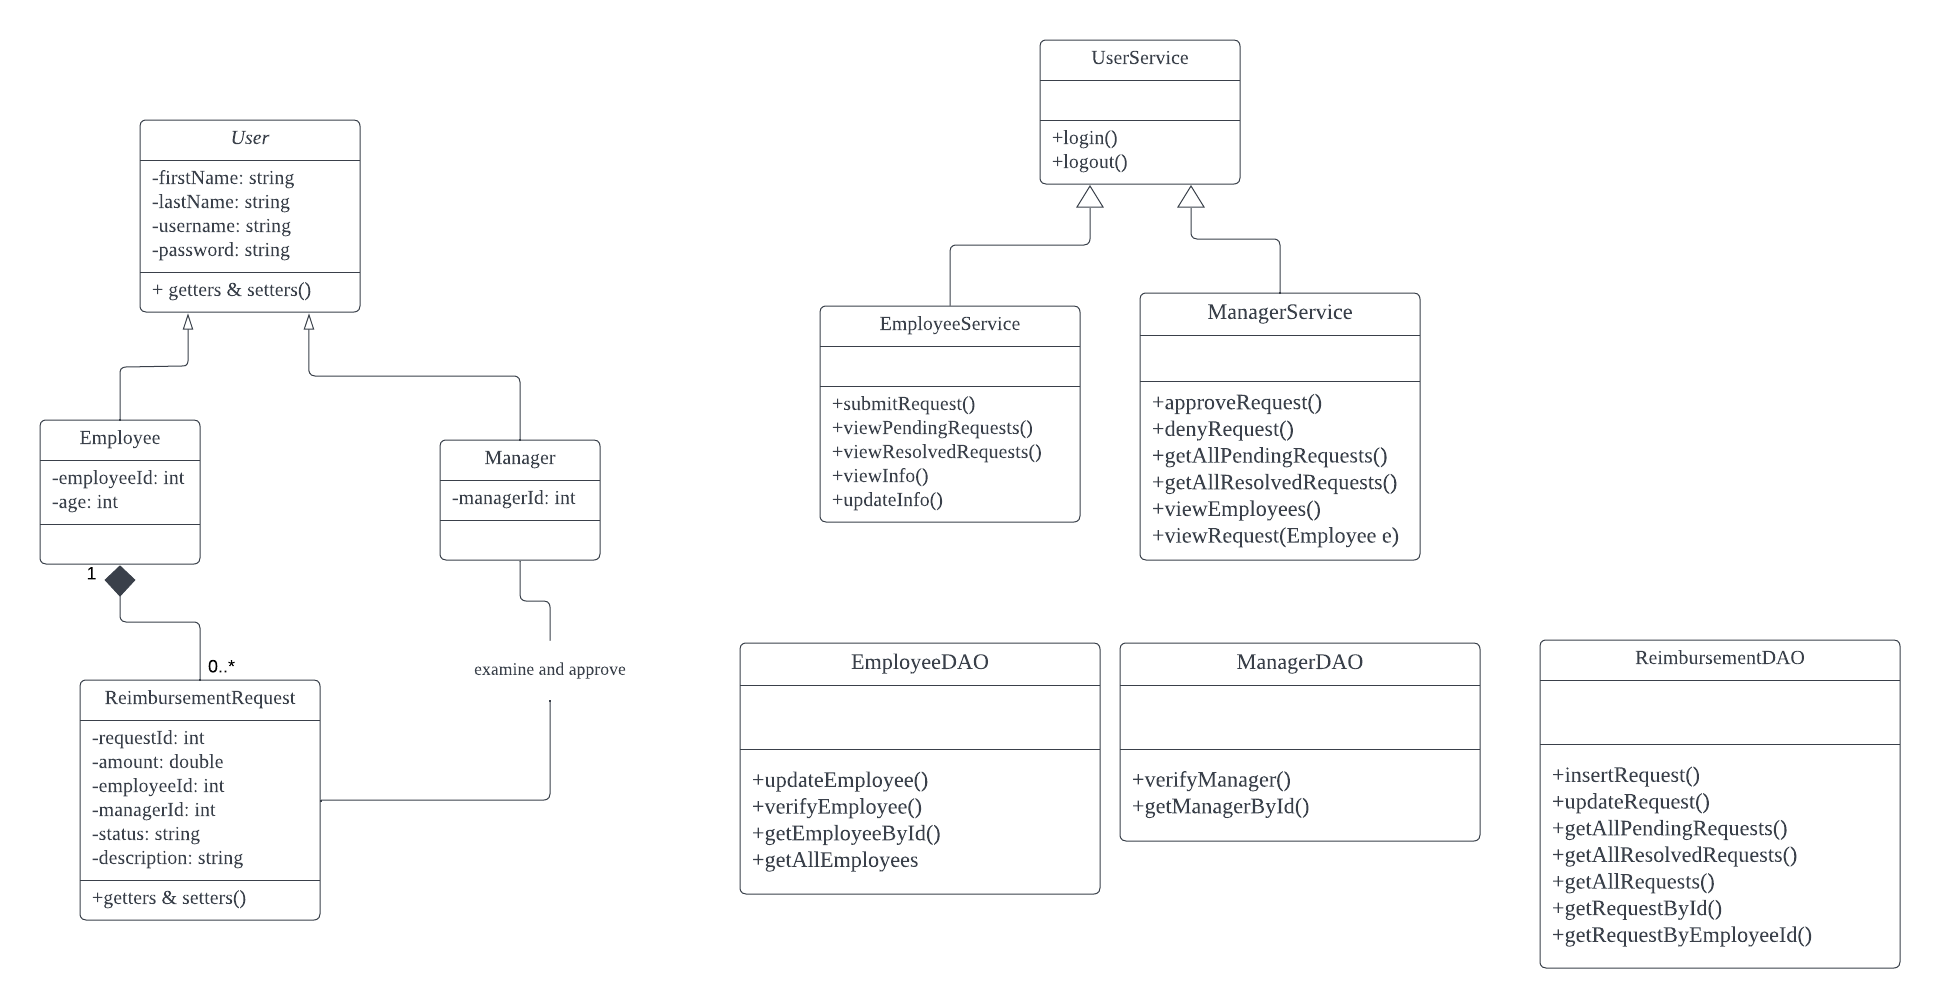 User
-firstName: string
-lastName: string
-username: string
-password: string
+ getters & setters()
Employee
-employeeId: int
-age: int
Manager
-managerId: int
1
0..*
examine and approve
ReimbursementRequest
-requestId: int
-amount: double
-employeeId: int
-managerId: int
-status: string
-description: string
+getters & setters()
UserService
+login()
+logout()
EmployeeService
+submitRequest()
+viewPendingRequests()
+viewResolvedRequests()
+viewInfo()
+updateInfo()
ManagerService
+approveRequest()
+denyRequest()
+getAllPendingRequests()
+getAllResolvedRequests()
+viewEmployees()
+viewRequest(Employee e)
EmployeeDAO
+updateEmployee()
+verifyEmployee()
+getEmployeeById()
+getAllEmployees
ManagerDAO
+verifyManager()
+getManagerById()
ReimbursementDAO
+insertRequest()
+updateRequest()
+getAllPendingRequests()
+getAllResolvedRequests()
+getAllRequests()
+getRequestById()
+getRequestByEmployeeId()